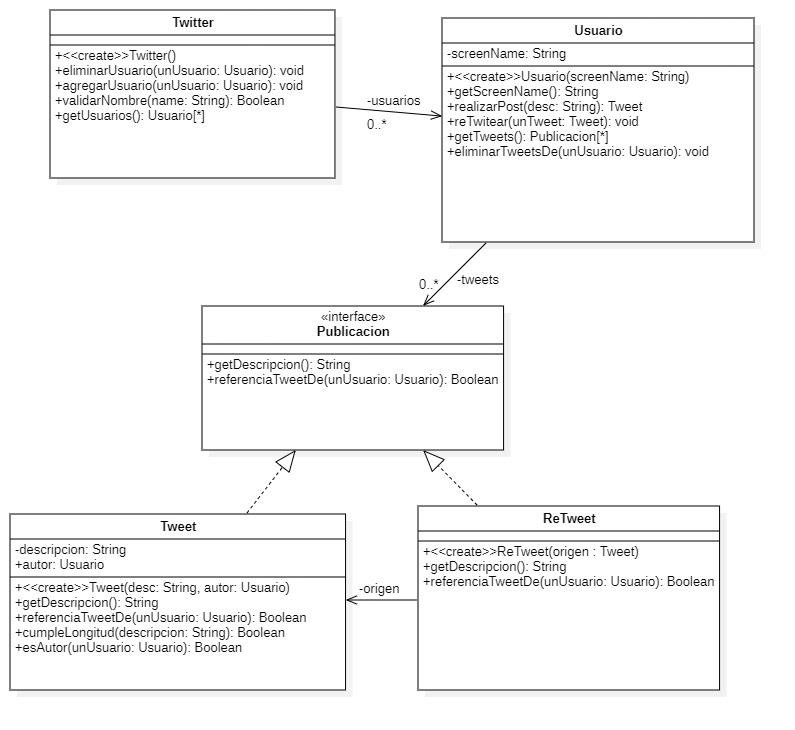 Twitter
+<<create>>Twitter()
+eliminarUsuario(unUsuario: Usuario): void
+agregarUsuario(unUsuario: Usuario): void
+validarNombre(name: String): Boolean
+getUsuarios(): Usuario[*]
-usuarios
0..*
Usuario
-screenName: String
+<<create>>Usuario(screenName: String)
+getScreenName(): String
+realizarPost(desc: String): Tweet
+reTwitear(unTweet: Tweet): void
+getTweets(): Publicacion[*]
+eliminarTweetsDe(unUsuario: Usuario): void
0..*
-tweets
«interface»
Publicacion
+getDescripcion(): String
+referenciaTweetDe(unUsuario: Usuario): Boolean
Tweet
-descripcion: String
+autor: Usuario
+<<create>>Tweet(desc: String, autor: Usuario)
+getDescripcion(): String
+referenciaTweetDe(unUsuario: Usuario): Boolean
+cumpleLongitud(descripcion: String): Boolean
+esAutor(unUsuario: Usuario): Boolean
-origen
ReTweet
+<<create>>ReTweet(origen : Tweet)
+getDescripcion(): String
+referenciaTweetDe(unUsuario: Usuario): Boolean